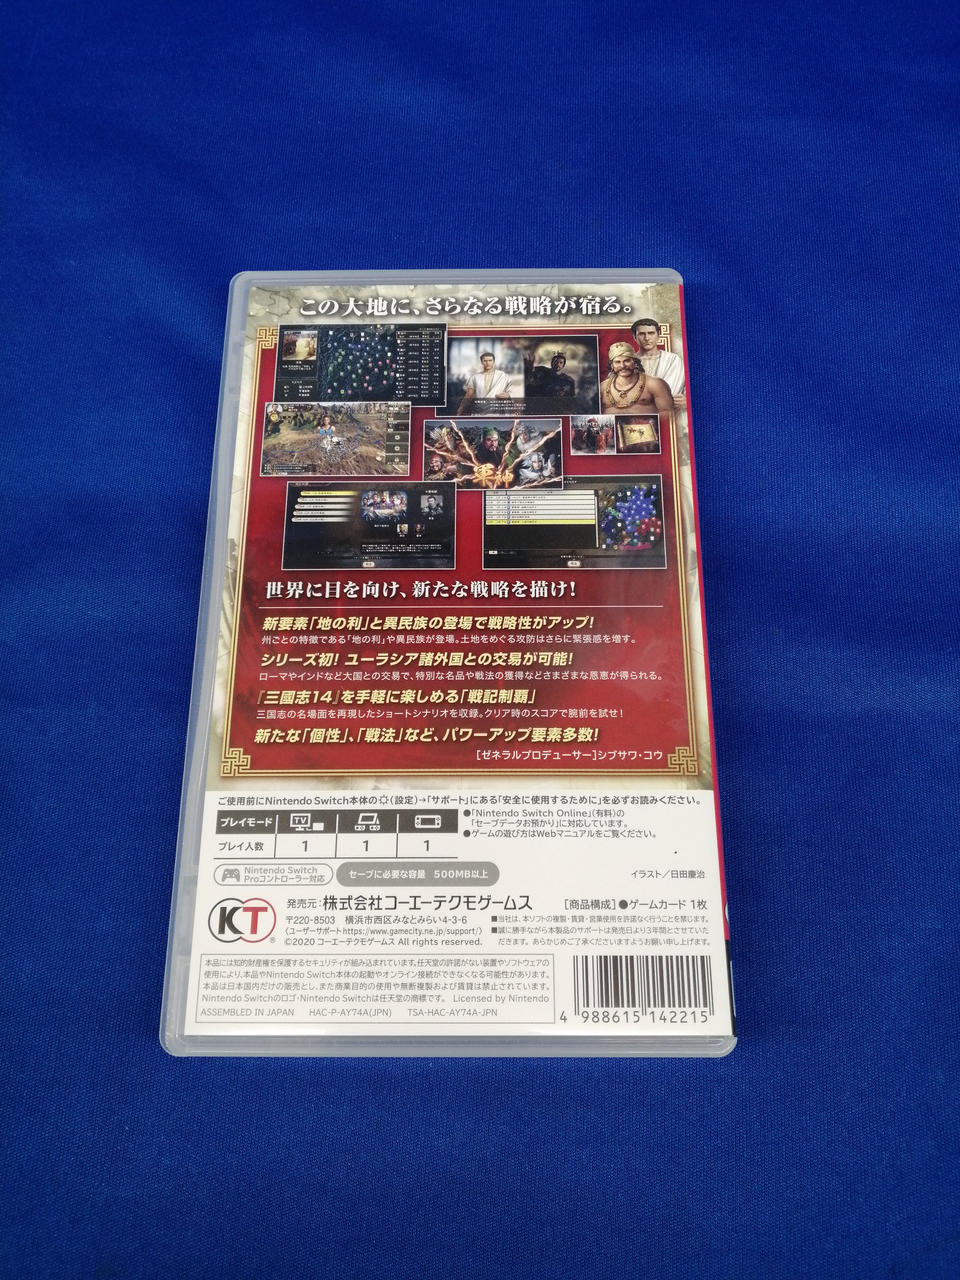 この大地に、さらなる戦略が宿る。
軍神
世界に目を向け、新たな戦略を描け!
新要素「地の利」と異民族の登場で戦略性がアップ!
州ごとの特徴である「地の利」や異民族が登場。土地をめぐる攻防はさらに緊張感を増す。
シリーズ初! ユーラシア諸外国との交易が可能!
ローマやインドなど大国との交易で、特別な名品や戦法の獲得などさまざまな恩恵が得られる。
『三國志14』を手軽に楽しめる「戦記制覇」
三国志の名場面を再現したショートシナリオを収録。クリア時のスコアで腕前を試せ!
新たな「個性」、「戦法」など、パワーアップ要素多数!
[ゼネラルプロデューサー]シブサワ・コウ
ご使用前にNintendo Switch本体の(設定)→「サポート」にある「安全に使用するために」を必ずお読みください。
プレイモード TV
プレイ人数 1 1 1
●「Nintendo Switch Online」(有料)の
「セーブデータお預かり」に対応しています。
●ゲームの遊び方はWebマニュアルをご覧ください。
Nintendo Switch
Proコントローラー対応
セーブに必要な容量 500MB以上
イラスト/日田慶治
KT
®
発売元:株式会社コーエーテクモゲームス
〒220-8503 横浜市西区みなとみらい4-3-6
〈ユーザーサポート https://www.gamecity.ne.jp/support/〉
©2020 コーエーテクモゲームス All rights reserved.
[商品構成]●ゲームカード 1枚
■当社は、本ソフトの複製・賃貸・営業使用を許諾なく行うことを禁じます。
■誠に勝手ながら本製品のサポートは発売日より3年間とさせていた
だきます。あらかじめご了承くださいますようお願い申し上げます。
本品には知的財産権を保護するセキュリティが組み込まれています。任天堂の許諾がない装置やソフトウェアの
使用により、本品やNintendo Switch本体の起動やオンライン接続ができなくなる可能性があります。
本品は日本国内だけの販売とし、また商業目的の使用や無断複製および賃貸は禁止されています。
Nintendo Switchのロゴ・Nintendo Switchは任天堂の商標です。 Licensed by Nintendo
ASSEMBLED IN JAPAN HAC-P-AY74A(JPN) TSA-HAC-AY74A-JPN
4 988615 142215